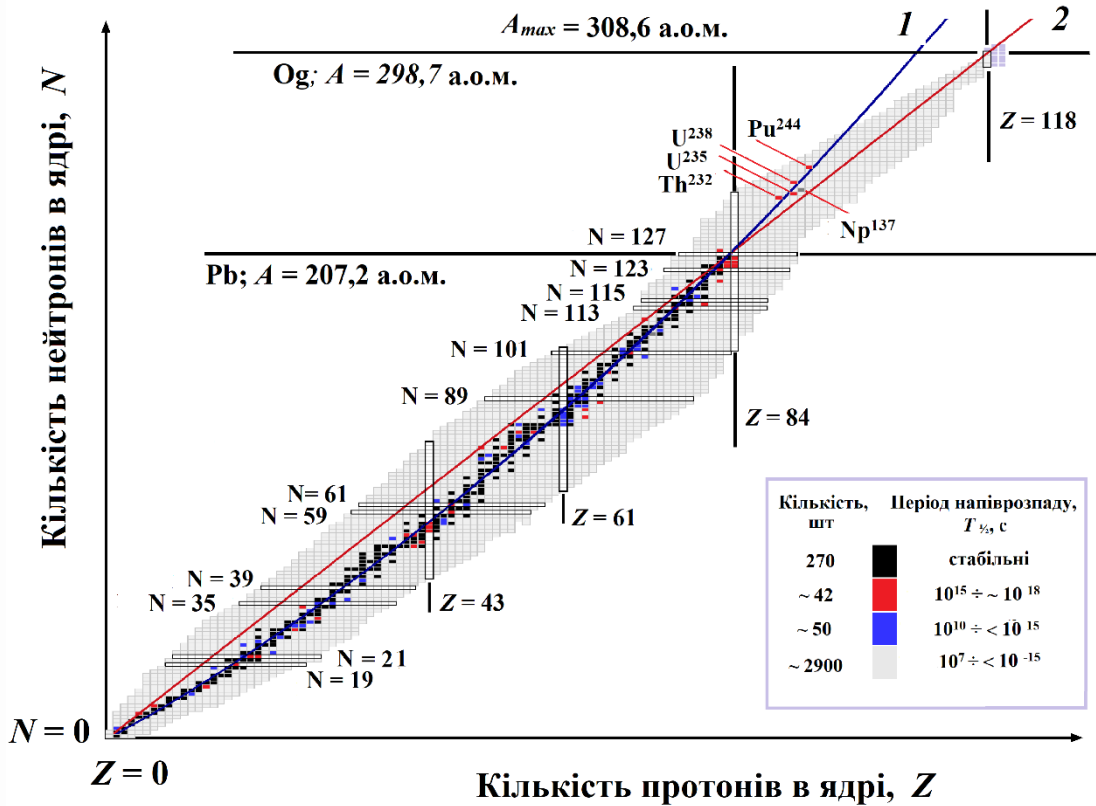 A_max = 308,6 а.о.м.
1
2
Og; A = 298,7 а.о.м.
Z = 118
U²³⁸
Pu²⁴⁴
U²³⁵
Th²³²
Np¹³⁷
N = 127
Pb; A = 207,2 а.о.м.
N = 123
N = 115
N = 113
N = 101
N = 89
Z = 84
N = 61
N = 59
Z = 61
N = 39
N = 35
Z = 43
N = 21
N = 19
Кількість нейтронів в ядрі, N
Кількість, шт
Період напіврозпаду, T ½, с
270
стабільні
~ 42
10¹⁵ ÷ ~ 10 ¹⁸
~ 50
10¹⁰ ÷ < 10 ¹⁵
~ 2900
10⁷ ÷ < 10 ⁻¹⁵
N = 0
Z = 0
Кількість протонів в ядрі, Z